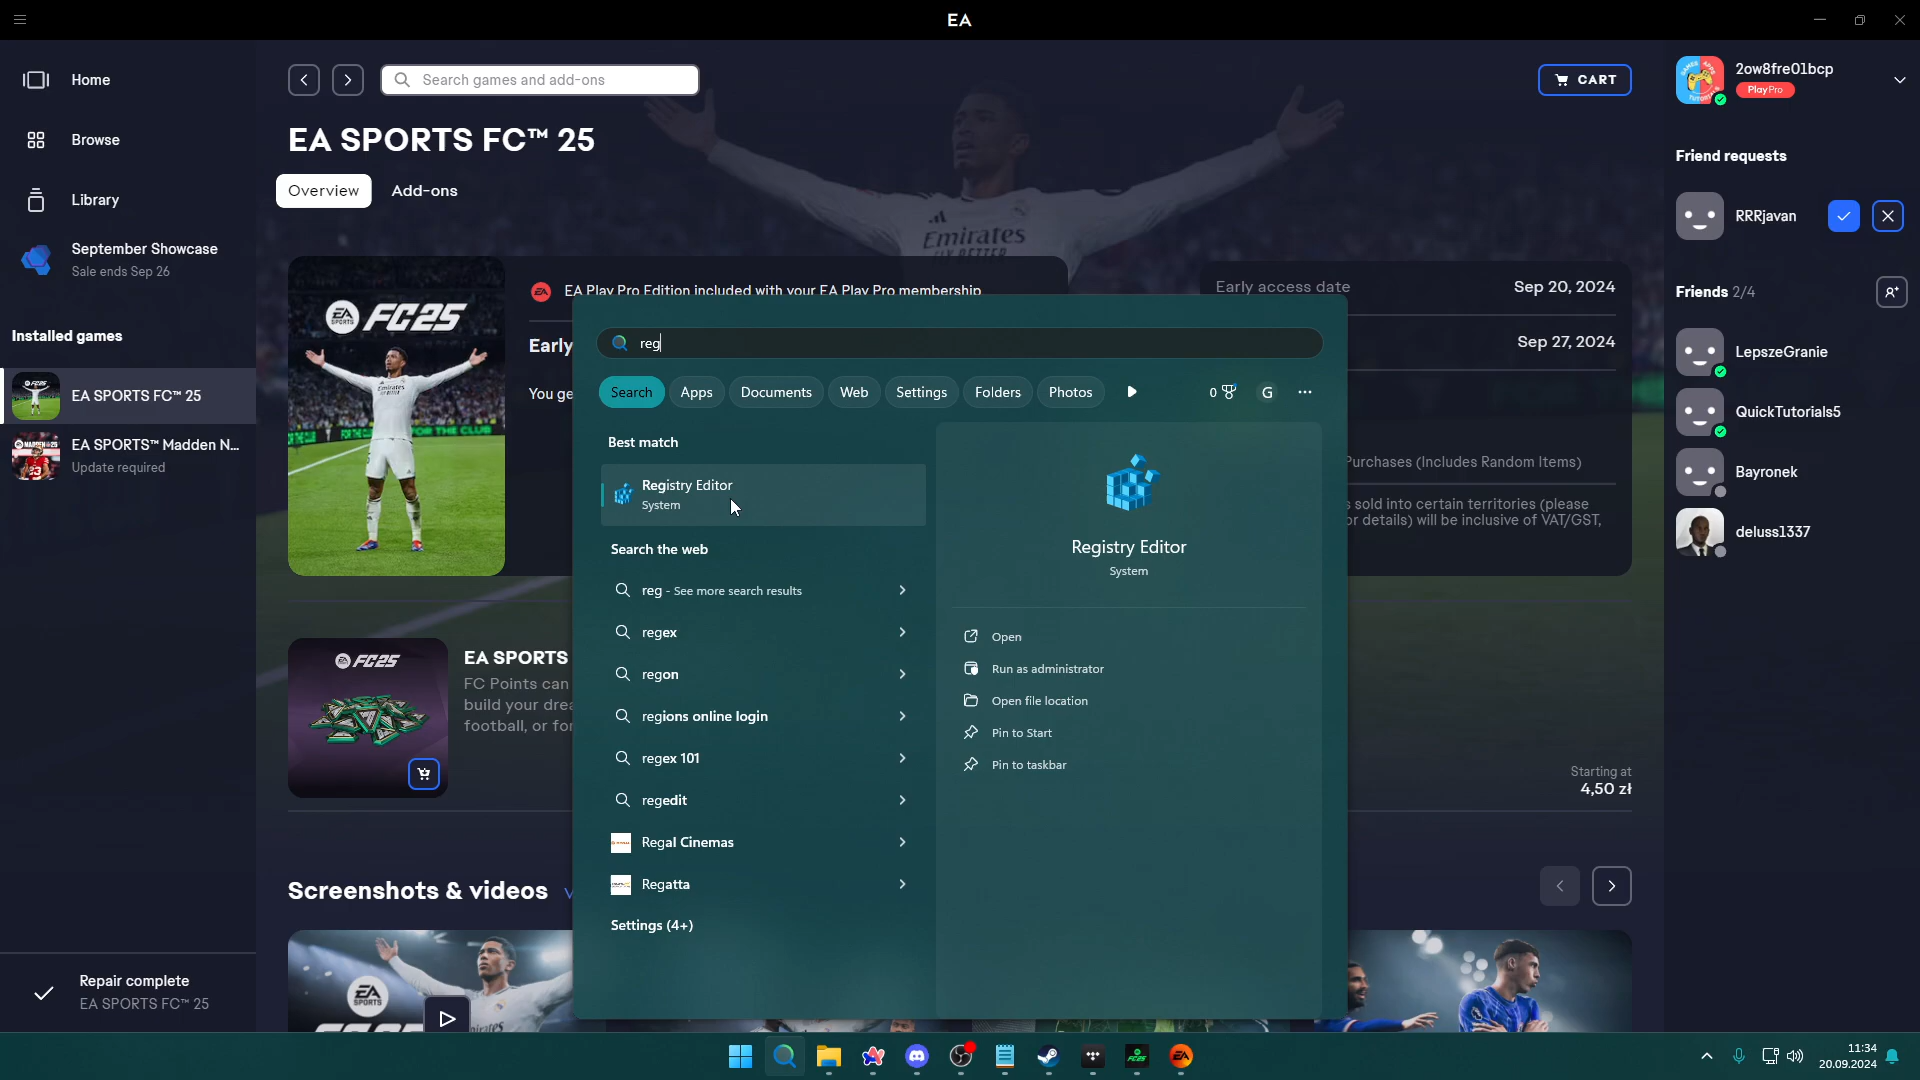 EA
Home
Browse
Library
September Showcase
Sale ends Sep 26
Installed games
EA SPORTS FC™ 25
EA SPORTS™ Madden N...
Update required
Repair complete
EA SPORTS FC™ 25
Search games and add-ons
CART
EA SPORTS FC™ 25
Overview
Add-ons
Emirates
FLY BETTER
EA SPORTS FC25
EA Play Pro Edition included with your EA Play Pro membership
Early
You ge
Early access date
Sep 20, 2024
Sep 27, 2024
Purchases (Includes Random Items)
s sold into certain territories (please
or details) will be inclusive of VAT/GST,
FC25
EA SPORTS
FC Points can
build your drea
football, or for
Starting at
4,50 zł
Screenshots & videos
reg
Search
Apps
Documents
Web
Settings
Folders
Photos
0
G
Best match
Registry Editor
System
Search the web
reg - See more search results
regex
regon
regions online login
regex 101
regedit
Regal Cinemas
Regatta
Settings (4+)
Registry Editor
System
Open
Run as administrator
Open file location
Pin to Start
Pin to taskbar
2ow8fre01bcp
Play Pro
Friend requests
RRRjavan
Friends 2/4
LepszeGranie
QuickTutorials5
Bayronek
deluss1337
11:34
20.09.2024